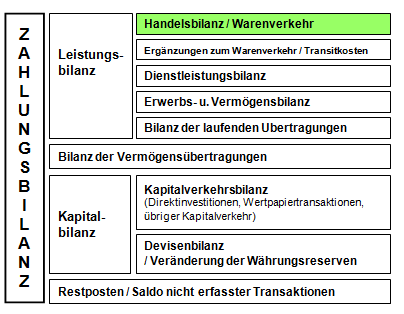 ZAHLUNGSBILANZ
Leistungs-
bilanz
Handelsbilanz / Warenverkehr
Ergänzungen zum Warenverkehr / Transitkosten
Dienstleistungsbilanz
Erwerbs- u. Vermögensbilanz
Bilanz der laufenden Ubertragungen
Bilanz der Vermögensübertragungen
Kapital-
bilanz
Kapitalverkehrsbilanz
(Direktinvestitionen, Wertpapiertransaktionen,
übriger Kapitalverkehr)
Devisenbilanz
/ Veränderung der Währungsreserven
Restposten / Saldo nicht erfasster Transaktionen